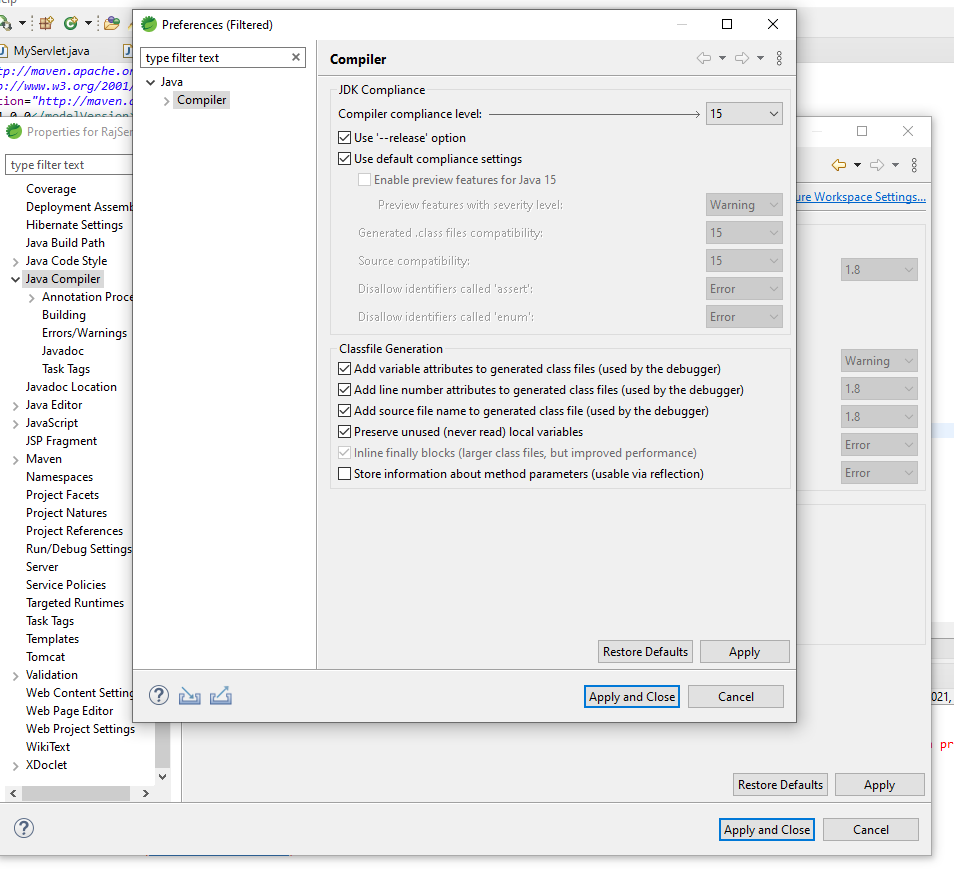 Help
MyServlet.java
tp://maven.apache.or
p://www.w3.org/2001/
tion="http://maven.a
Preferences (Filtered)
type filter text
Java
Compiler
Compiler
JDK Compliance
Compiler compliance level:
15
Use '--release' option
Use default compliance settings
Enable preview features for Java 15
Preview features with severity level:
Warning
Generated .class files compatibility:
15
Source compatibility:
15
Disallow identifiers called 'assert':
Error
Disallow identifiers called 'enum':
Error
Classfile Generation
Add variable attributes to generated class files (used by the debugger)
Add line number attributes to generated class files (used by the debugger)
Add source file name to generated class file (used by the debugger)
Preserve unused (never read) local variables
Inline finally blocks (larger class files, but improved performance)
Store information about method parameters (usable via reflection)
Restore Defaults
Apply
Apply and Close
Cancel
Properties for RajSer
type filter text
Coverage
Deployment Assemb
Hibernate Settings
Java Build Path
Java Code Style
Java Compiler
Annotation Proce
Building
Errors/Warnings
Javadoc
Task Tags
Javadoc Location
Java Editor
JavaScript
JSP Fragment
Maven
Namespaces
Project Facets
Project Natures
Project References
Run/Debug Settings
Server
Service Policies
Targeted Runtimes
Task Tags
Templates
Tomcat
Validation
Web Content Setting
Web Page Editor
Web Project Settings
WikiText
XDoclet
ure Workspace Settings...
1.8
Warning
1.8
1.8
Error
Error
021,
pr
Restore Defaults
Apply
Apply and Close
Cancel